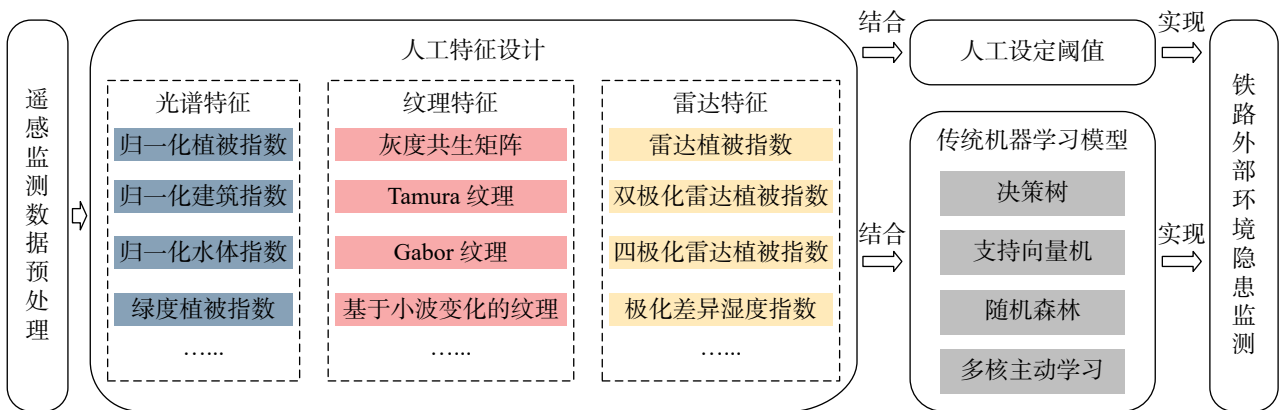 遥感监测数据预处理
人工特征设计
光谱特征
归一化植被指数
归一化建筑指数
归一化水体指数
绿度植被指数
…...
纹理特征
灰度共生矩阵
Tamura 纹理
Gabor 纹理
基于小波变化的纹理
…...
雷达特征
雷达植被指数
双极化雷达植被指数
四极化雷达植被指数
极化差异湿度指数
…...
结合
人工设定阈值
实现
结合
传统机器学习模型
决策树
支持向量机
随机森林
多核主动学习
实现
铁路外部环境隐患监测